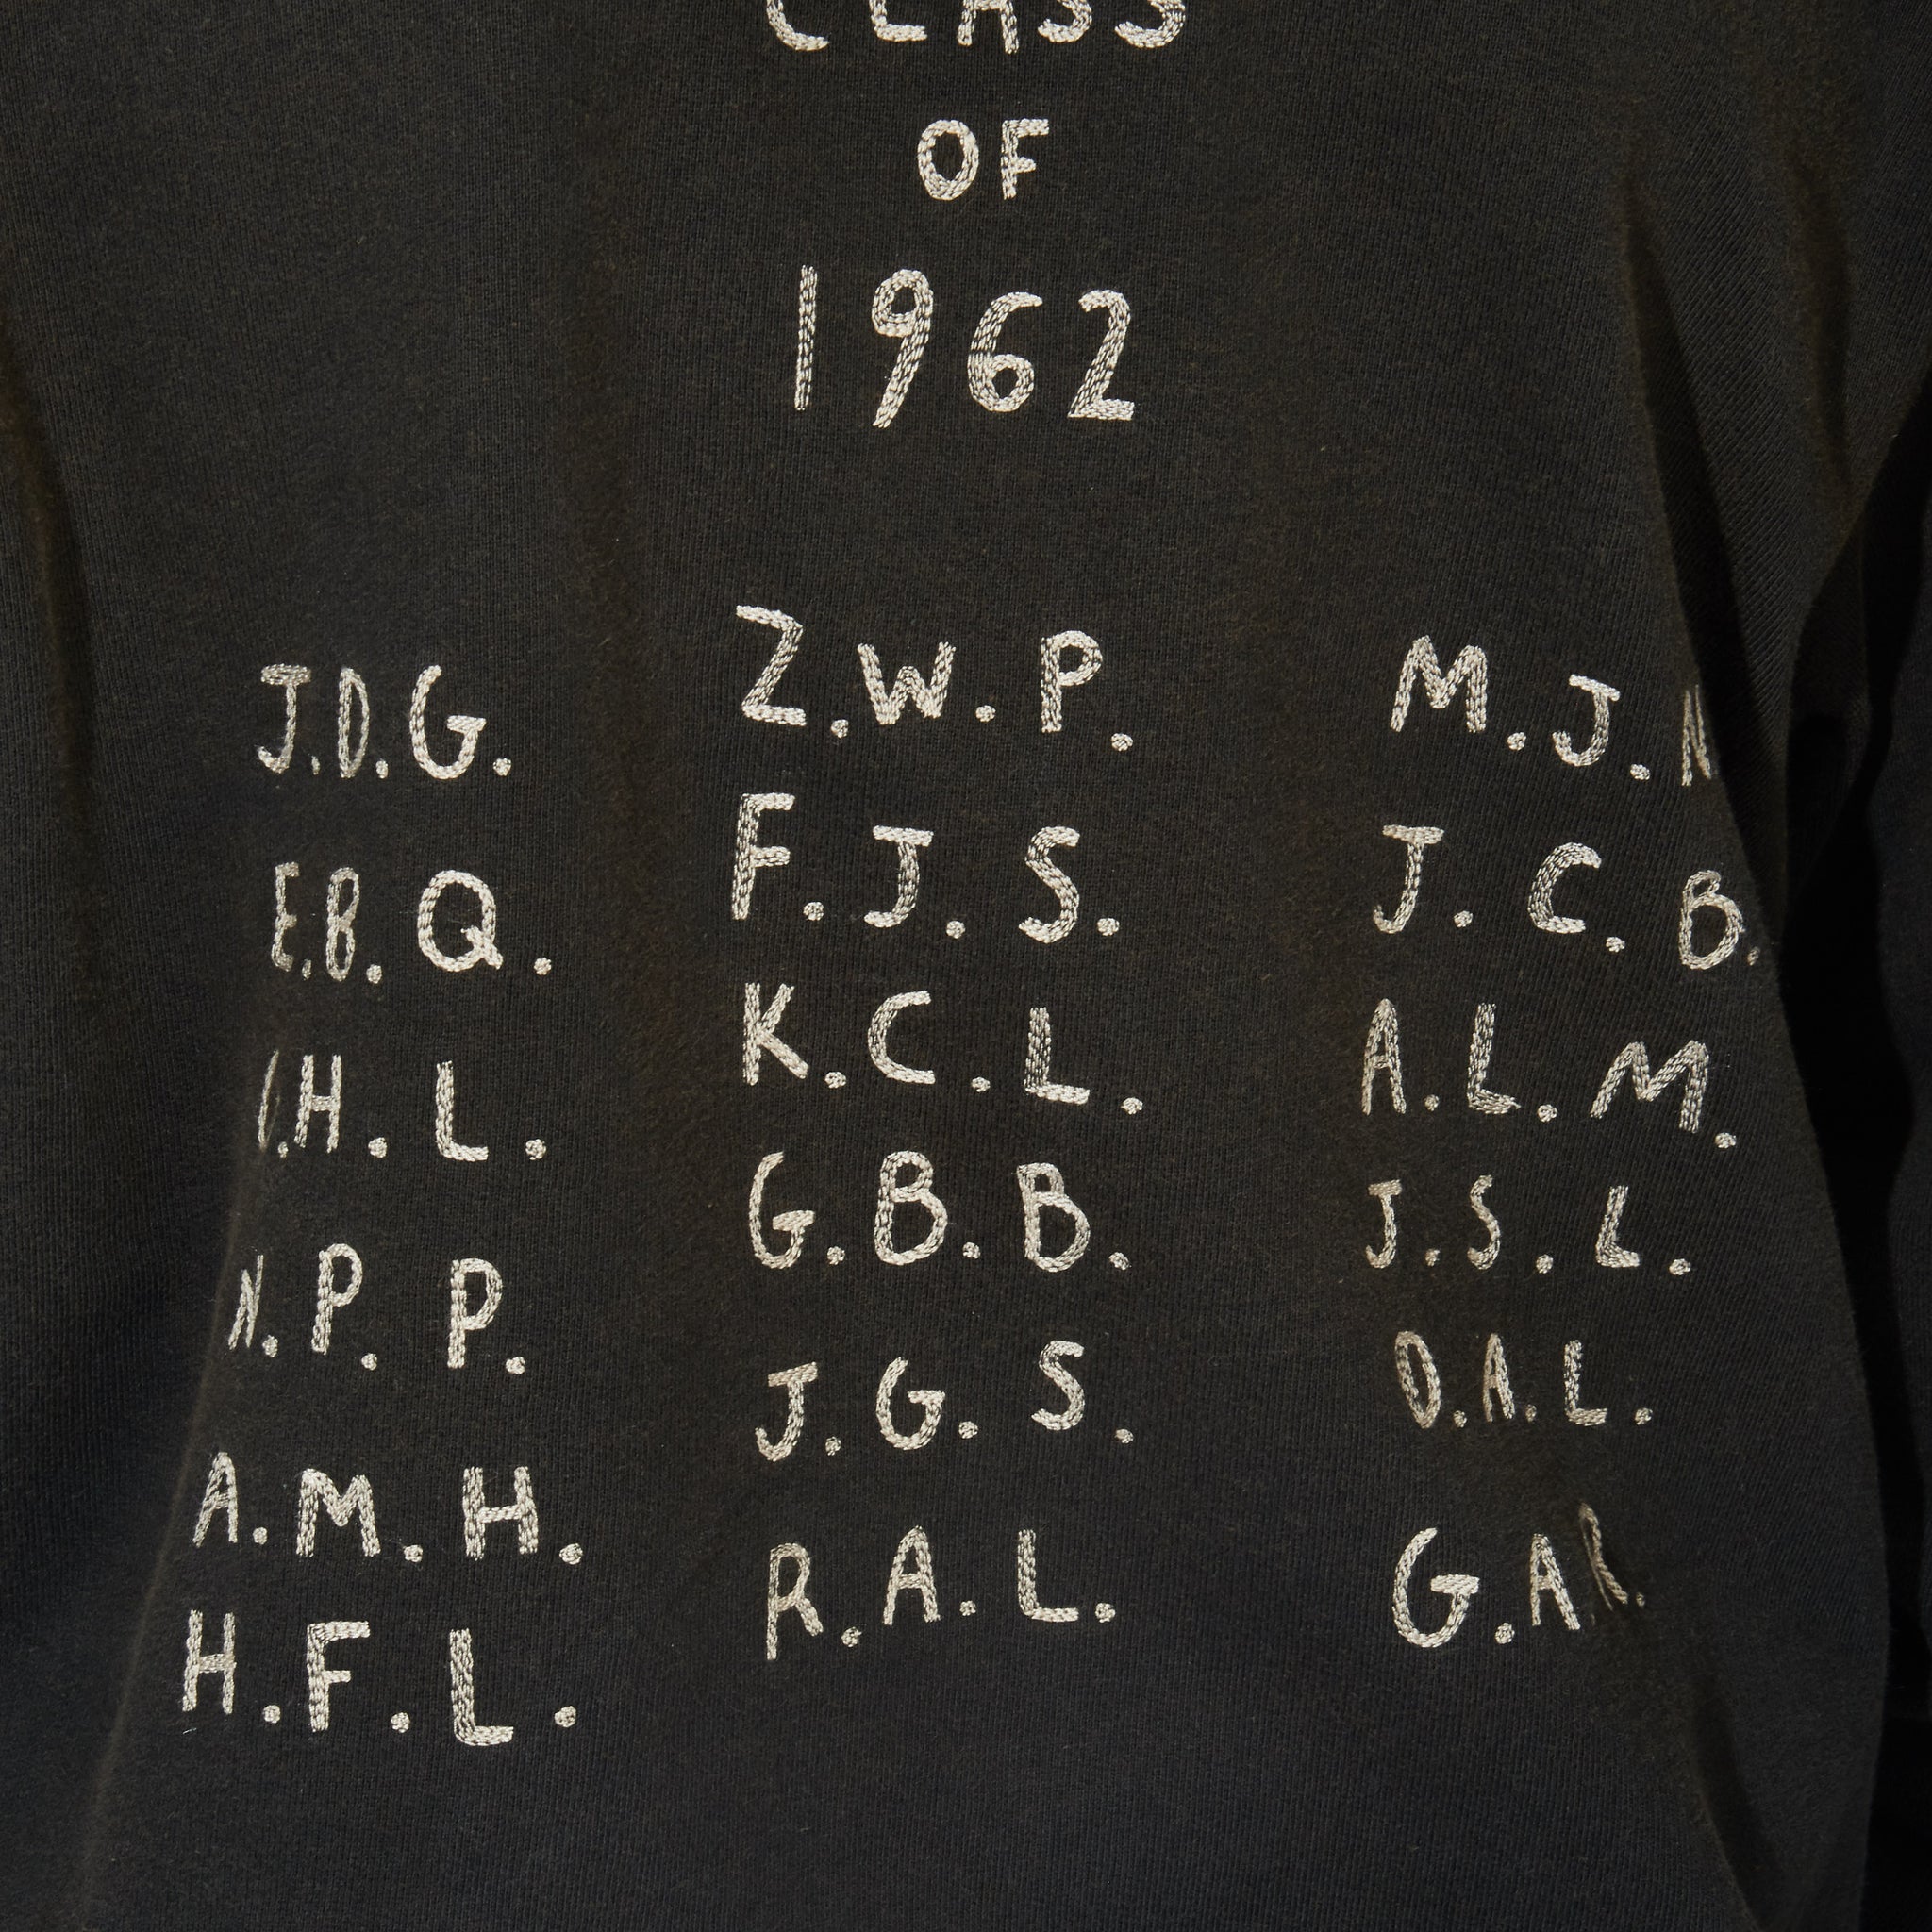 CLASS
OF
1962
J.D.G.
E.B.Q.
H.L.
N.P.P.
A.M.H.
H.F.L.
Z.W.P.
F.J.S.
K.C.L.
G.B.B.
J.G.S.
R.A.L.
M.J.
J.C.B.
A.L.M.
J.S.L.
D.A.L.
G.A.R.